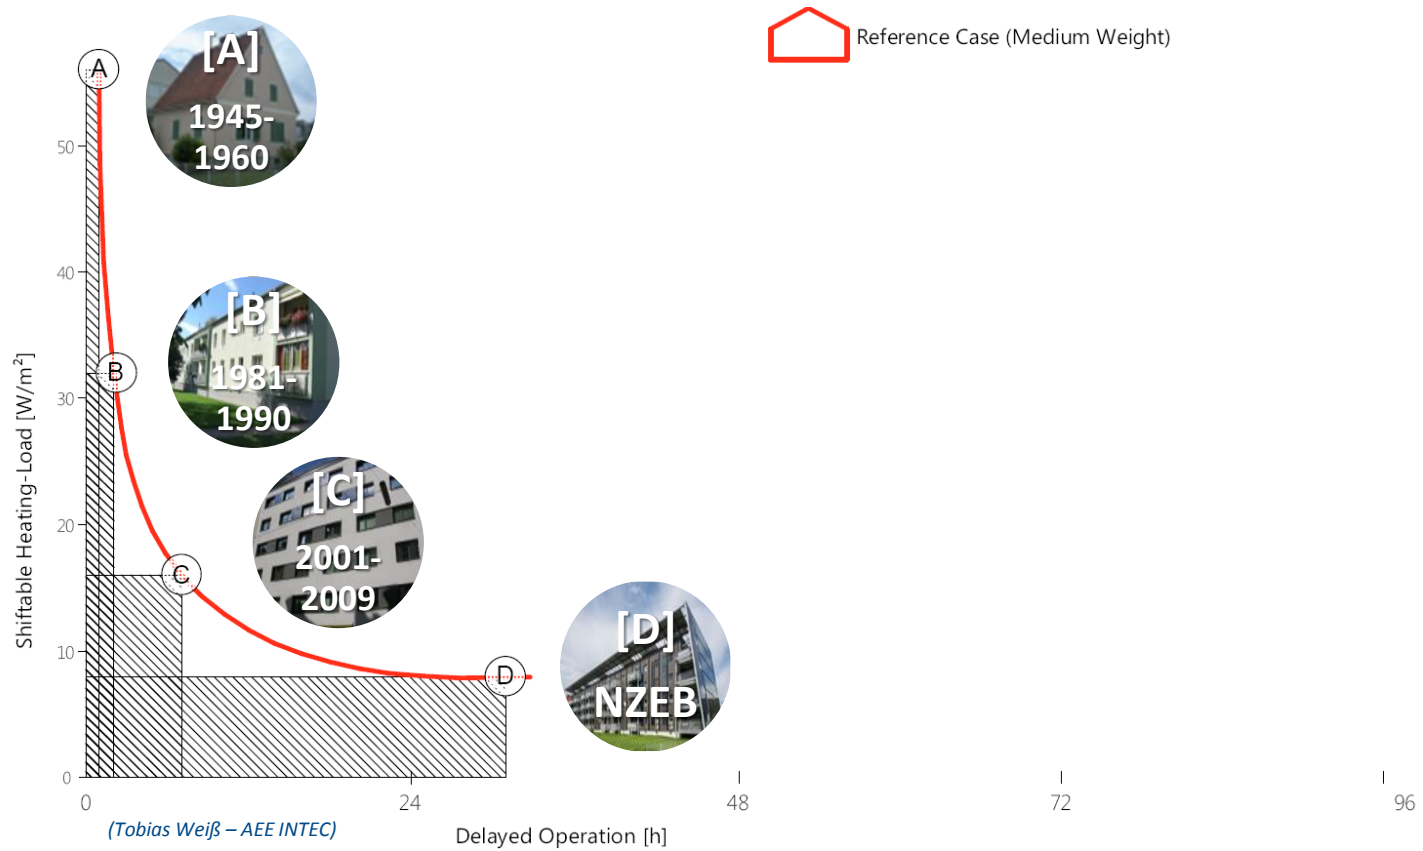 Reference Case (Medium Weight)
A
[A]
1945-
1960
50
40
[B]
B
1981-
1990
30
Shiftable Heating-Load [W/m²]
[C]
2001-
2009
20
C
[D]
NZEB
10
D
0
0
24
48
72
96
(Tobias Weiß – AEE INTEC)
Delayed Operation [h]